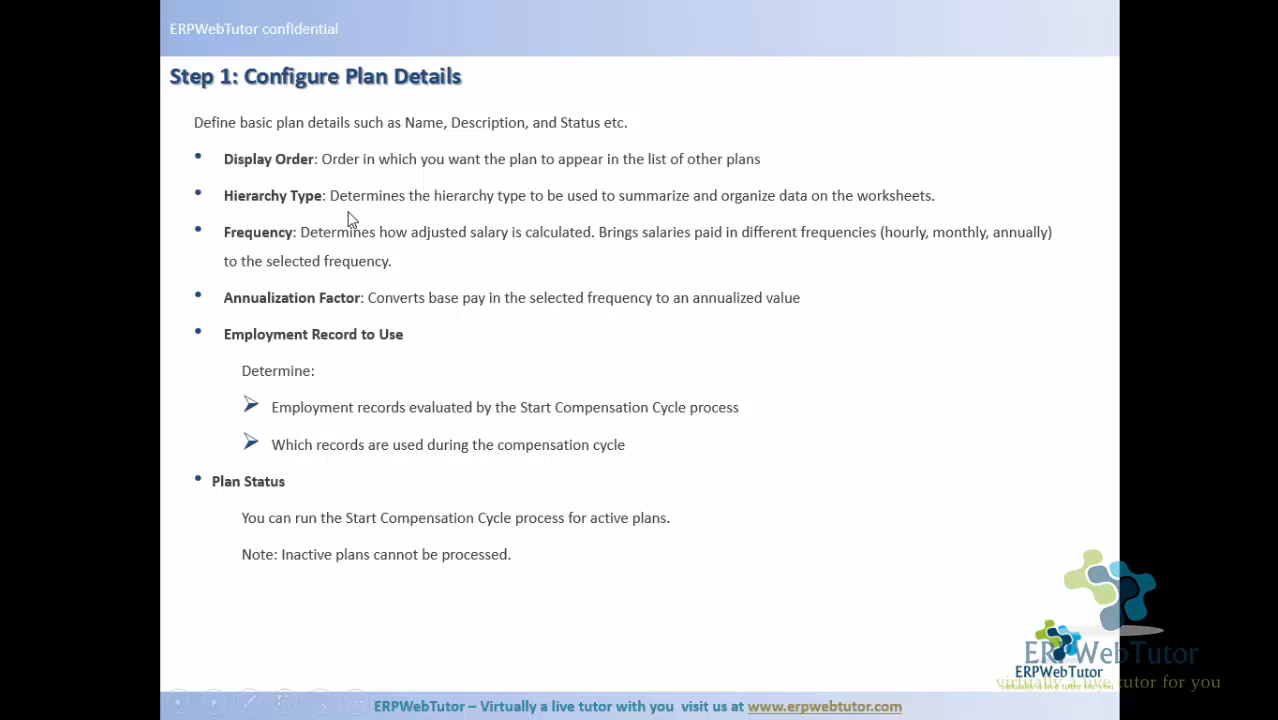 ERPWebTutor confidential
Step 1: Configure Plan Details
Define basic plan details such as Name, Description, and Status etc.
• Display Order: Order in which you want the plan to appear in the list of other plans
• Hierarchy Type: Determines the hierarchy type to be used to summarize and organize data on the worksheets.
• Frequency: Determines how adjusted salary is calculated. Brings salaries paid in different frequencies (hourly, monthly, annually)
to the selected frequency.
• Annualization Factor: Converts base pay in the selected frequency to an annualized value
• Employment Record to Use
Determine:
➢ Employment records evaluated by the Start Compensation Cycle process
➢ Which records are used during the compensation cycle
• Plan Status
You can run the Start Compensation Cycle process for active plans.
Note: Inactive plans cannot be processed.
ERPWebTutor
ERPWebTutor
virtually a live tutor for you
ERPWebTutor – Virtually a live tutor with you visit us at www.erpwebtutor.com